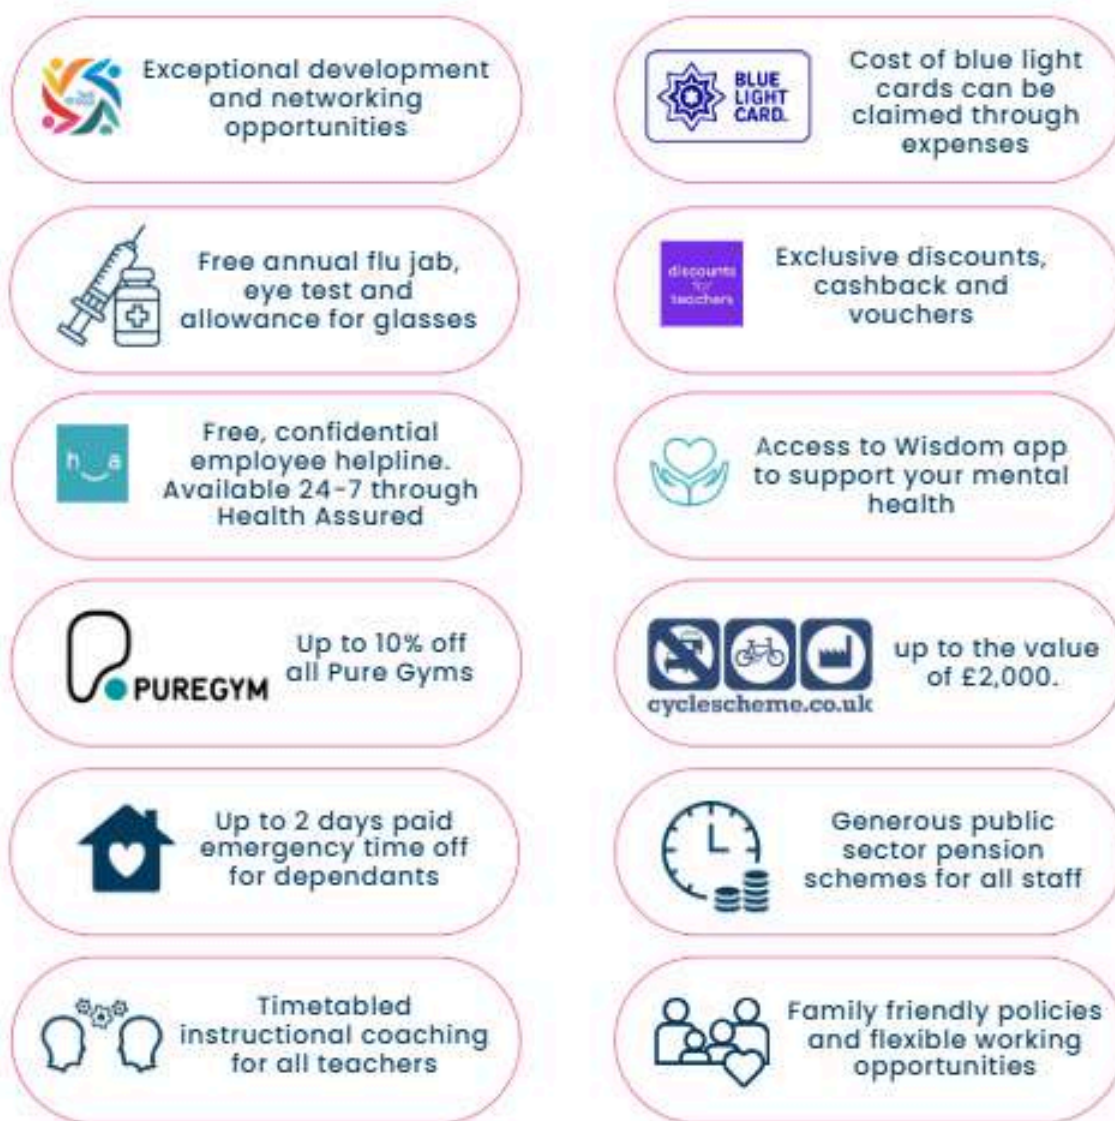 Exceptional development
and networking
opportunities
BLUE
LIGHT
CARD.
Cost of blue light
cards can be
claimed through
expenses
Free annual flu jab,
eye test and
allowance for glasses
discounts
for
teachers
Exclusive discounts,
cashback and
vouchers
h a
Free, confidential
employee helpline.
Available 24-7 through
Health Assured
Access to Wisdom app
to support your mental
health
PUREGYM
Up to 10% off
all Pure Gyms
cyclescheme.co.uk
up to the value
of £2,000.
Up to 2 days paid
emergency time off
for dependants
Generous public
sector pension
schemes for all staff
Timetabled
instructional coaching
for all teachers
Family friendly policies
and flexible working
opportunities